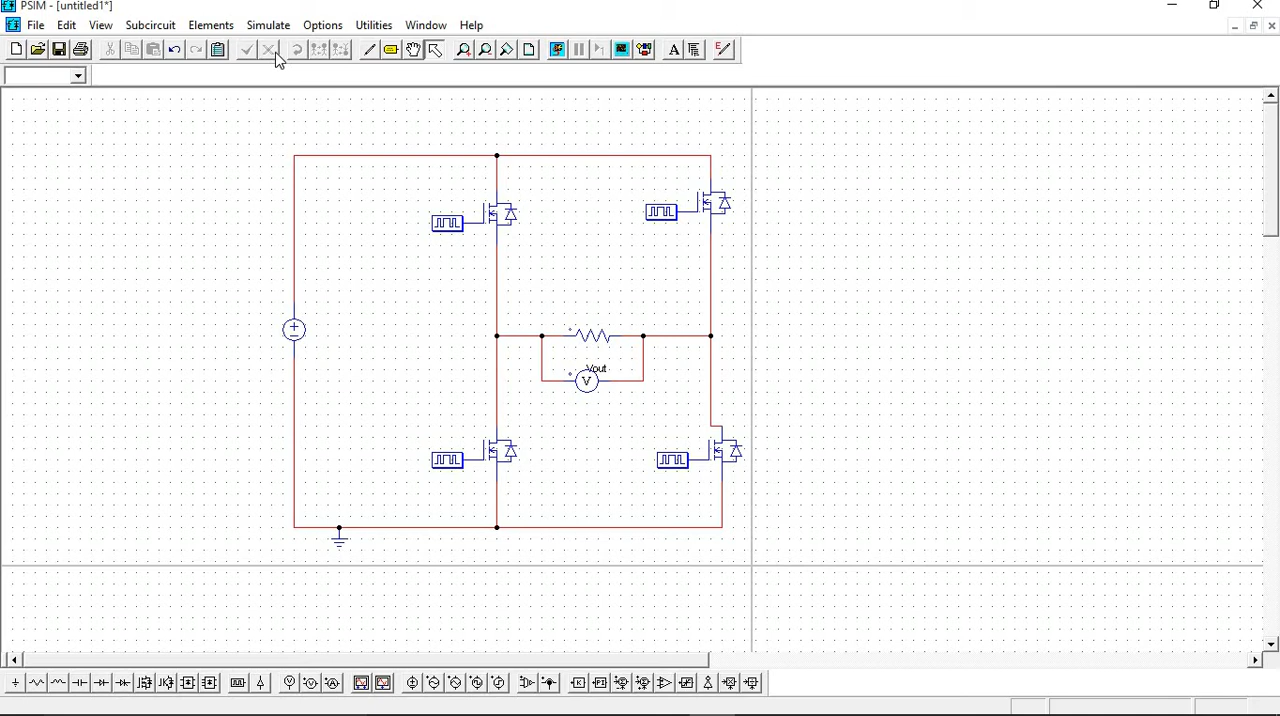 PSIM - [untitled1*]
File Edit View Subcircuit Elements Simulate Options Utilities Window Help
A
Vout
V